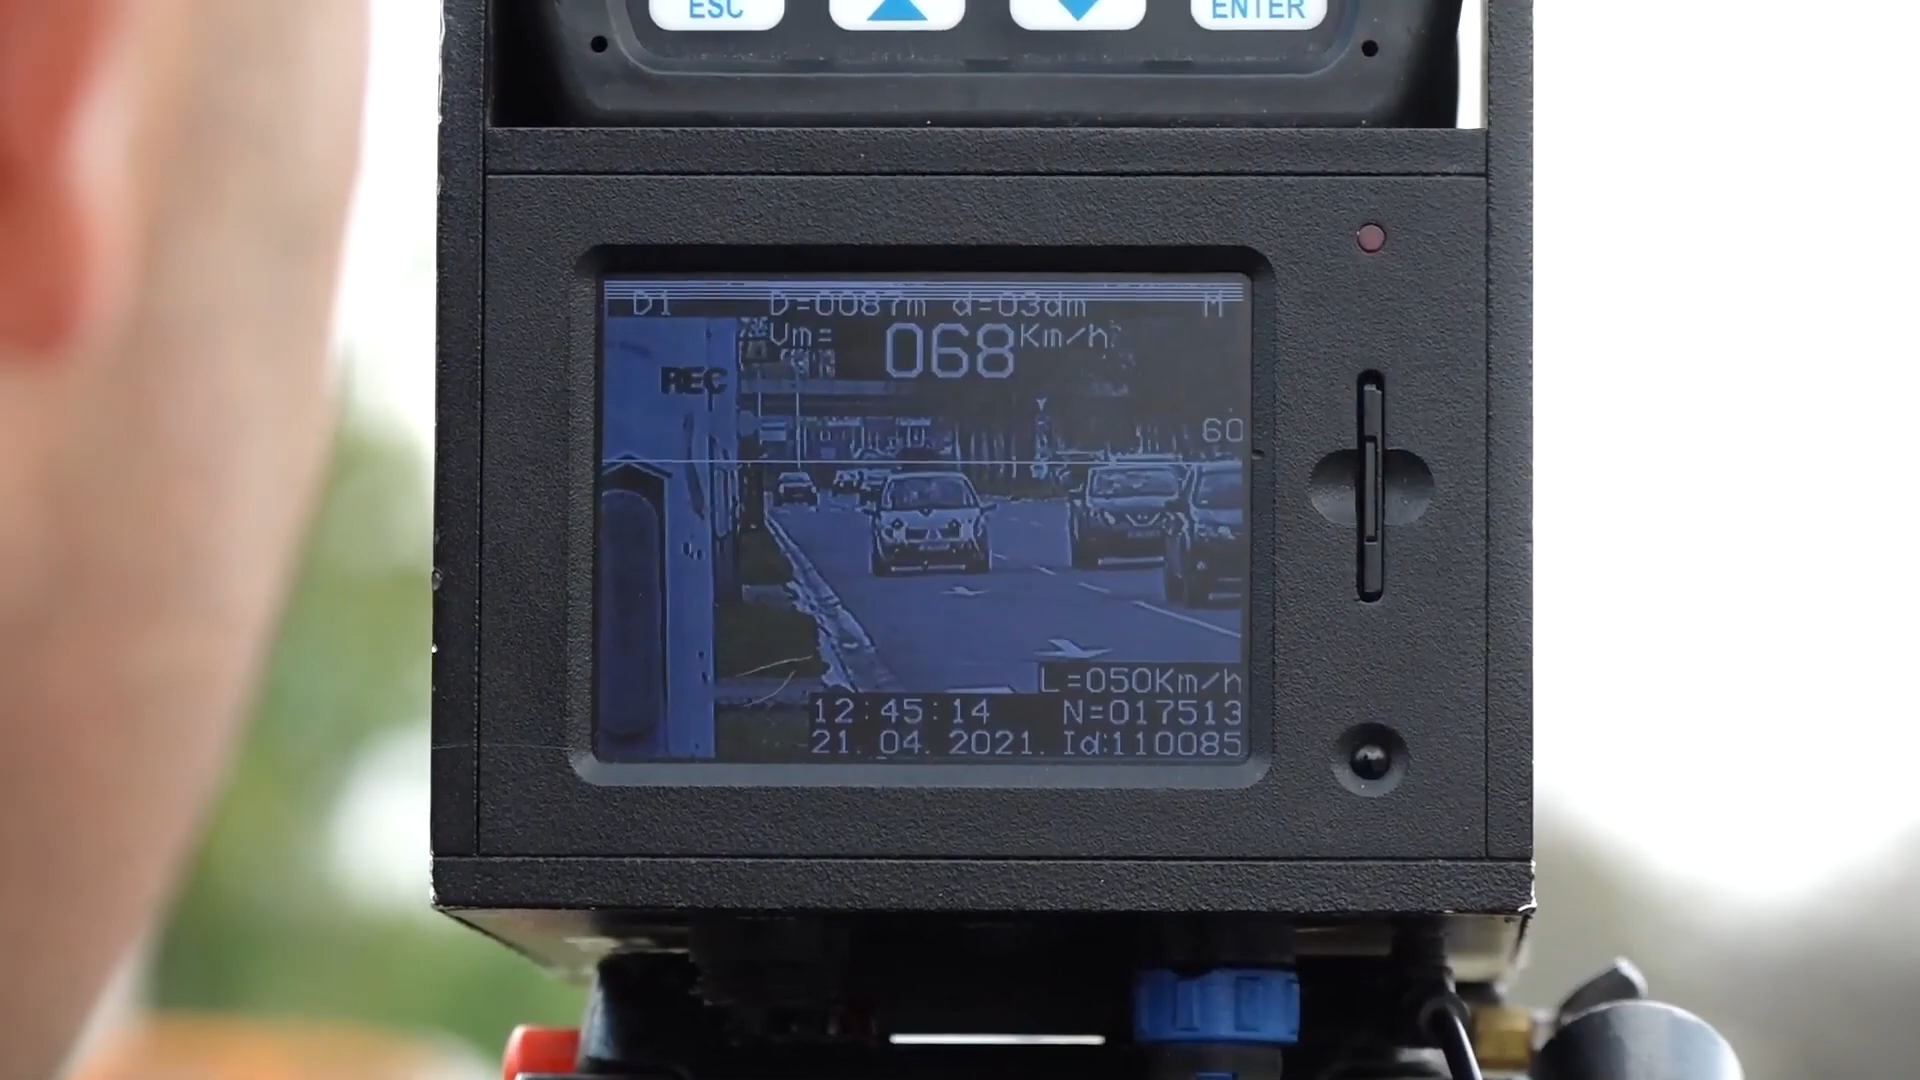 ESC ENTER
D1 D=0087m d=03dm M
Vm= 068 Km/h
REC
60
L=050Km/h
12:45:14 N=017513
21. 04. 2021. Id:110085